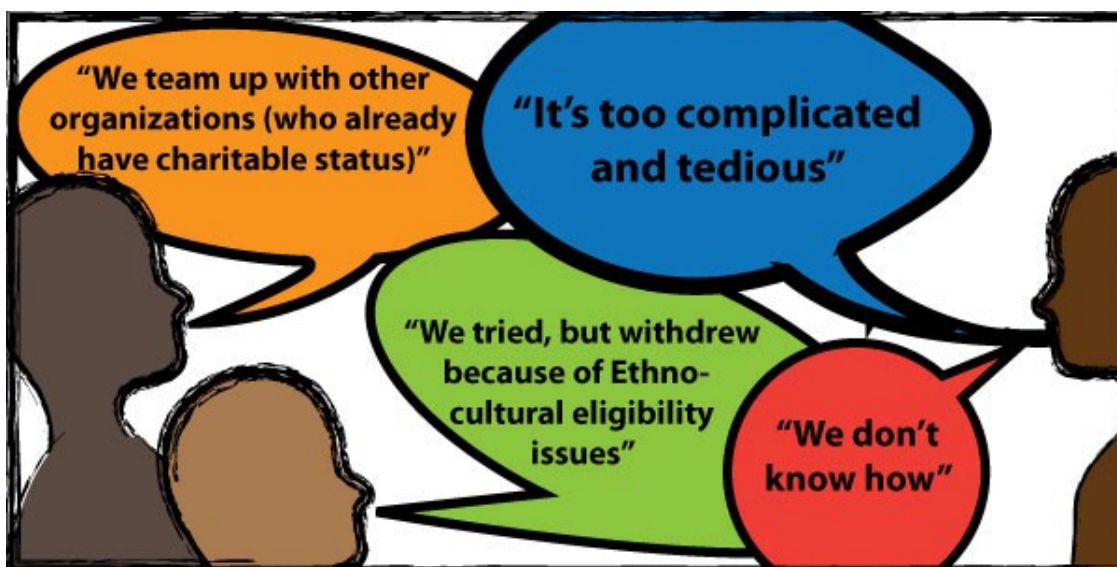 “We team up with other
organizations (who already
have charitable status)”
“It’s too complicated
and tedious”
“We tried, but withdrew
because of Ethno-
cultural eligibility
issues”
“We don’t
know how”